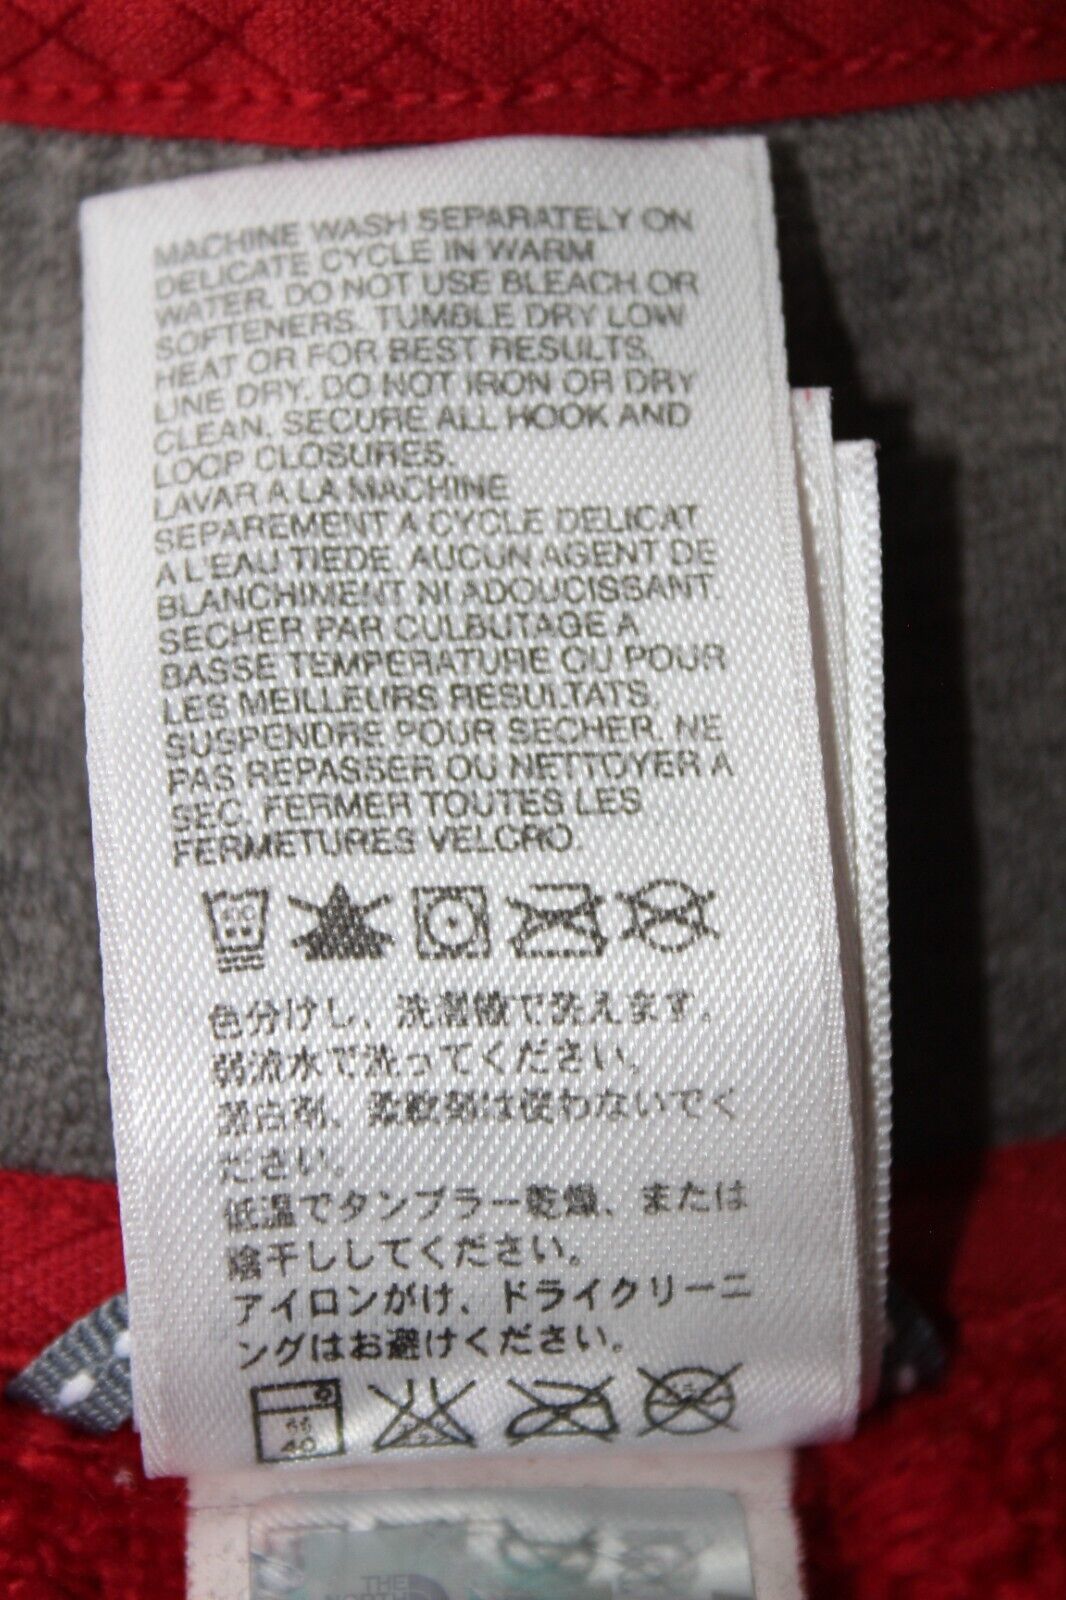 MACHINE WASH SEPARATELY ON
DELICATE CYCLE IN WARM
WATER. DO NOT USE BLEACH OR
SOFTENERS. TUMBLE DRY LOW
HEAT OR FOR BEST RESULTS,
LINE DRY. DO NOT IRON OR DRY
CLEAN. SECURE ALL HOOK AND
LOOP CLOSURES.
LAVAR A LA MACHINE
SEPAREMENT A CYCLE DELICAT
A L'EAU TIEDE. AUCUN AGENT DE
BLANCHIMENT NI ADOUCISSANT.
SECHER PAR CULBUTAGE A
BASSE TEMPERATURE OU POUR
LES MEILLEURS RESULTATS,
SUSPENDRE POUR SECHER. NE
PAS REPASSER OU NETTOYER A
SEC. FERMER TOUTES LES
FERMETURES VELCRO.
色分けし、洗濯機で洗えます。
弱流水で洗ってください。
蛋白剤、柔軟剤は使わないでく
ださい。
低温でタンブラー乾燥、または
陰干ししてください。
アイロンがけ、ドライクリーニ
ングはお避けください。
40
THE
NORTH